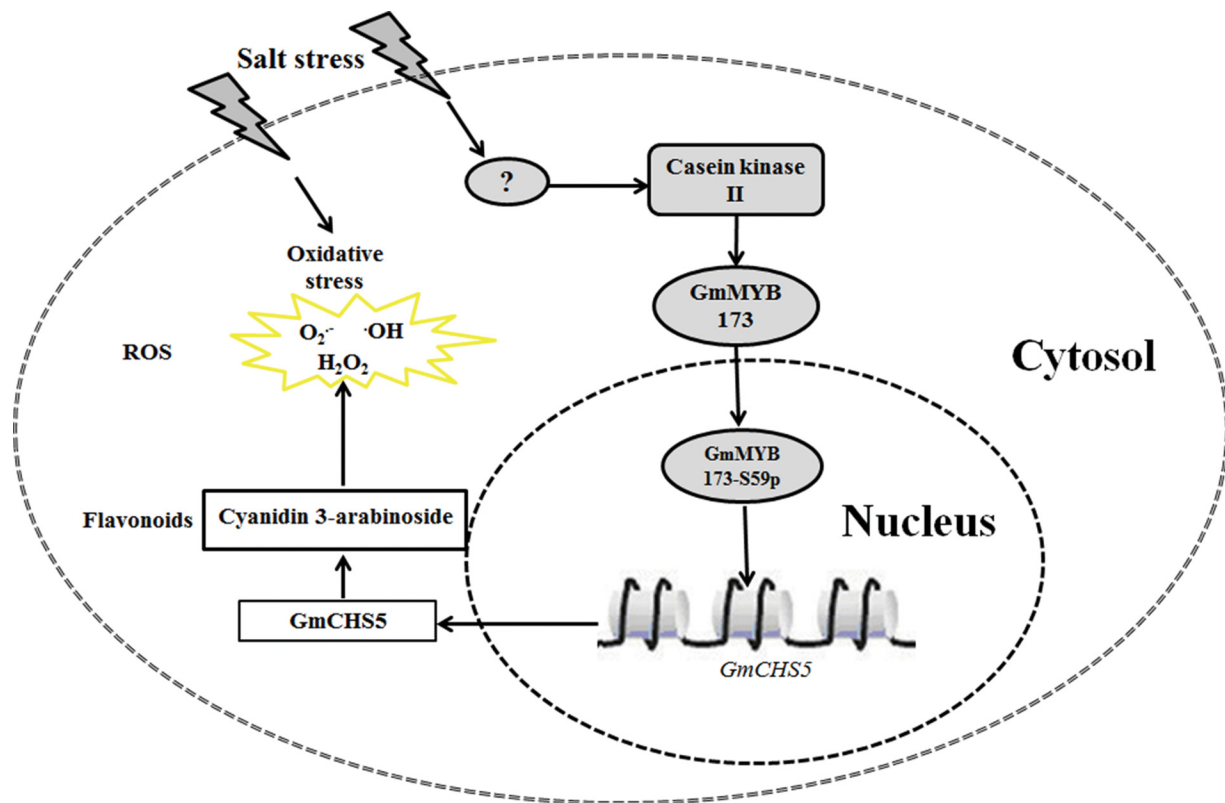 Salt stress
?
Casein kinase
II
Oxidative
stress
O₂·⁻ ·OH
H₂O₂
ROS
GmMYB
173
Cytosol
GmMYB
173-S59p
Nucleus
Flavonoids
Cyanidin 3-arabinoside
GmCHS5
GmCHS5